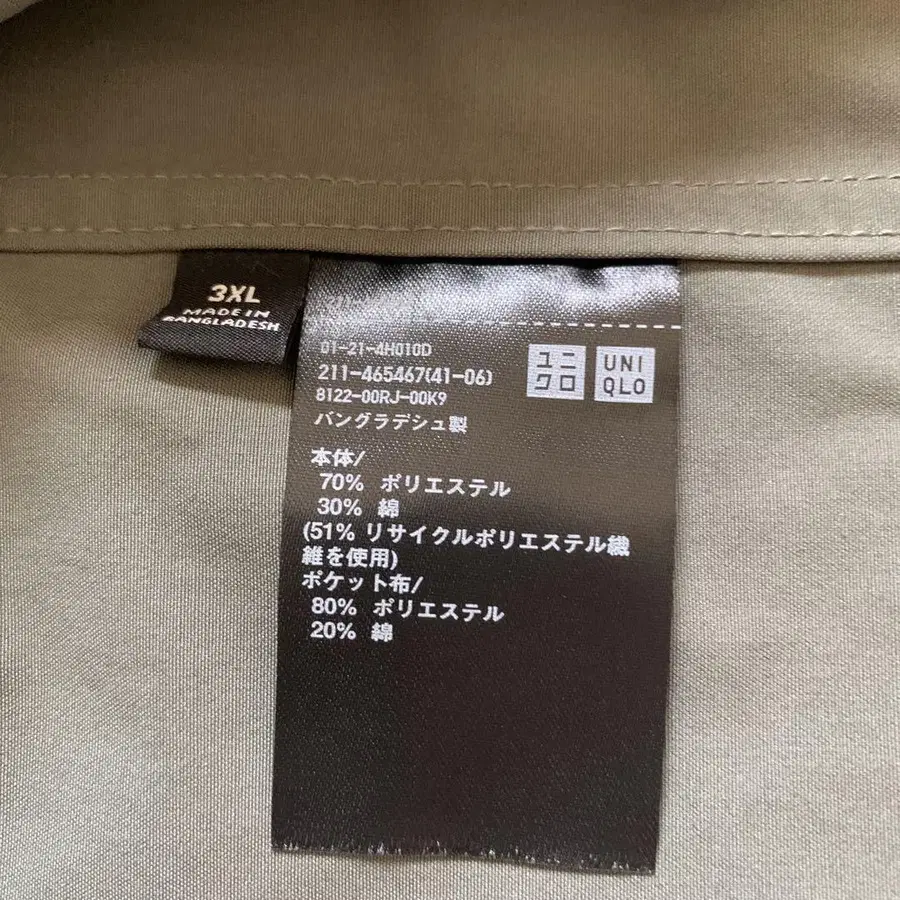 3XL
MADE IN
BANGLADESH
01-21-4H010D
211-465467(41-06)
8122-00RJ-00K9
バングラデシュ製
ユニ
クロ
UNI
QLO
本体/
70% ポリエステル
30% 綿
(51% リサイクルポリエステル繊
維を使用)
ポケット布/
80% ポリエステル
20% 綿